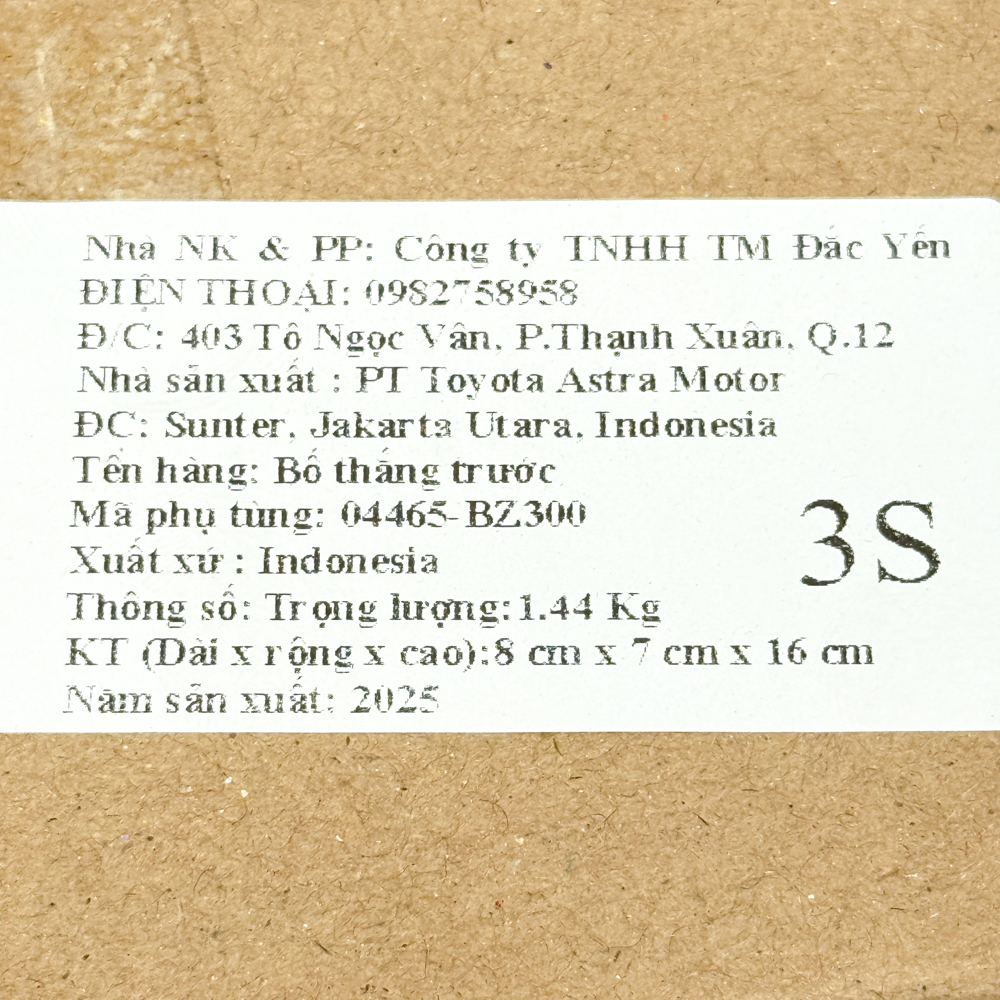 Nhà NK & PP: Công ty TNHH TM Đắc Yến
ĐIỆN THOẠI: 0982758958
Đ/C: 403 Tô Ngọc Vân, P.Thạnh Xuân, Q.12
Nhà sản xuất : PT Toyota Astra Motor
ĐC: Sunter, Jakarta Utara, Indonesia
Tên hàng: Bố thắng trước
Mã phụ tùng: 04465-BZ300
Xuất xứ : Indonesia
Thông số: Trọng lượng:1.44 Kg
KT (Dài x rộng x cao):8 cm x 7 cm x 16 cm
Năm sản xuất: 2025
3S